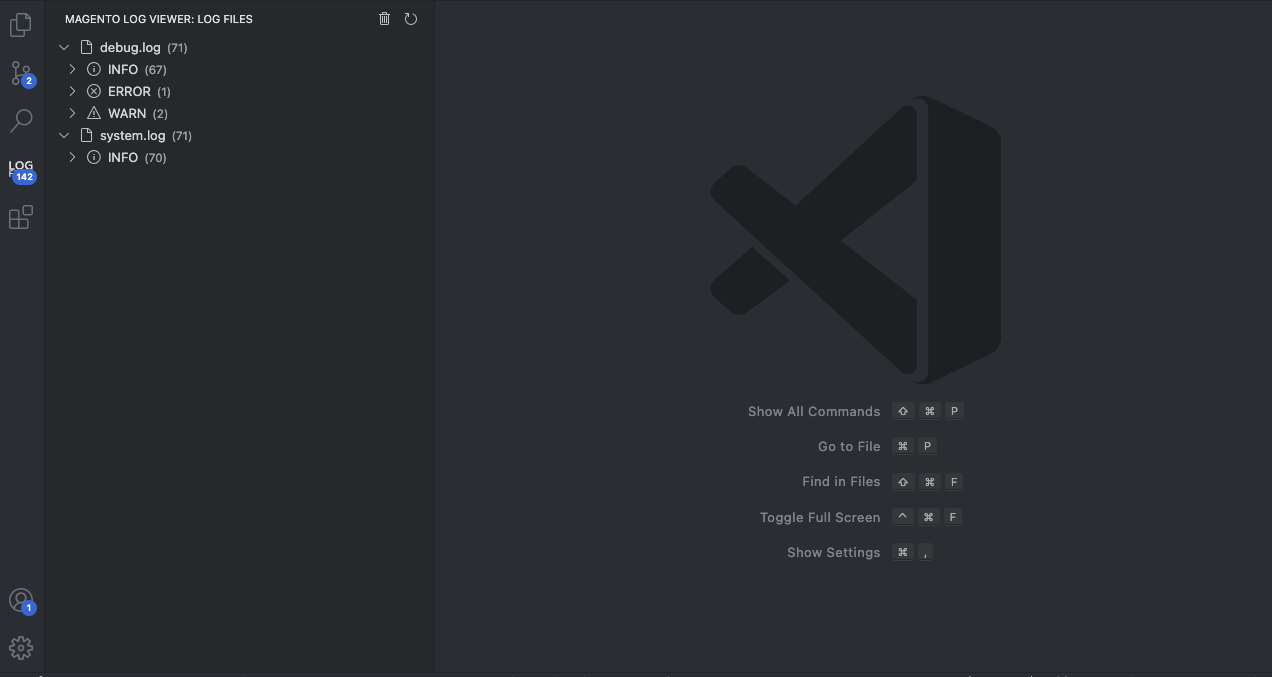 MAGENTO LOG VIEWER: LOG FILES
debug.log (71)
INFO (67)
ERROR (1)
WARN (2)
system.log (71)
INFO (70)
2
LOG
142
1
Show All Commands ⇧ ⌘ P
Go to File ⌘ P
Find in Files ⇧ ⌘ F
Toggle Full Screen ^ ⌘ F
Show Settings ⌘ ,